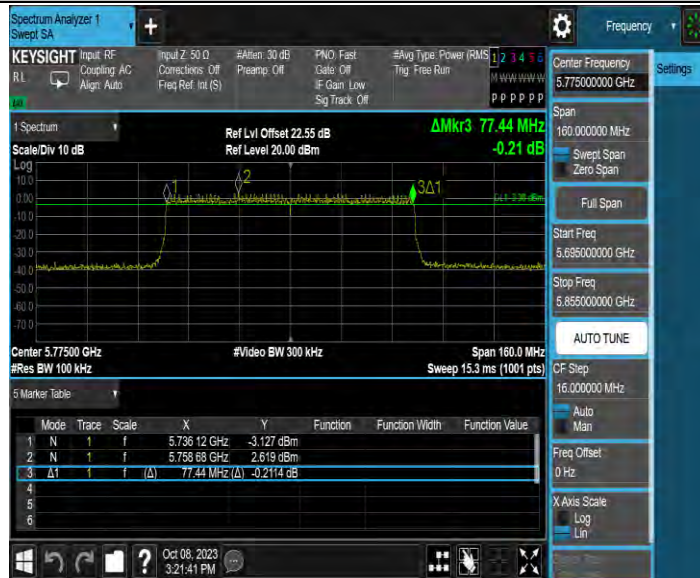 Spectrum Analyzer 1
Swept SA
+
Frequency
KEYSIGHT
RL
Input: RF
Coupling: AC
Align: Auto
Input Z: 50 Ω
Corrections: Off
Freq Ref: Int (S)
#Atten: 30 dB
Preamp: Off
PNO: Fast
Gate: Off
IF Gain: Low
Sig Track: Off
#Avg Type: Power (RMS
Trig: Free Run
1 2 3 4 5 6
M W W W W W
P P P P P P
Center Frequency
5.775000000 GHz
Settings
Span
160.000000 MHz
Swept Span
Zero Span
Full Span
Start Freq
5.695000000 GHz
Stop Freq
5.855000000 GHz
AUTO TUNE
CF Step
16.000000 MHz
Auto
Man
Freq Offset
0 Hz
X Axis Scale
Log
Lin
1 Spectrum
Scale/Div 10 dB
Ref Lvl Offset 22.55 dB
Ref Level 20.00 dBm
ΔMkr3 77.44 MHz
-0.21 dB
Log
10.0
0.00
-10.0
-20.0
-30.0
-40.0
-50.0
-60.0
-70.0
1
2
3Δ1
DL1 -3.38 dBm
Center 5.77500 GHz
#Res BW 100 kHz
#Video BW 300 kHz
Span 160.0 MHz
Sweep 15.3 ms (1001 pts)
5 Marker Table
Mode Trace Scale X Y Function Function Width Function Value
1 N 1 f 5.736 12 GHz -3.127 dBm
2 N 1 f 5.758 68 GHz 2.619 dBm
3 Δ1 1 f (Δ) 77.44 MHz (Δ) -0.2114 dB
4
5
6
?
Oct 08, 2023
3:21:41 PM